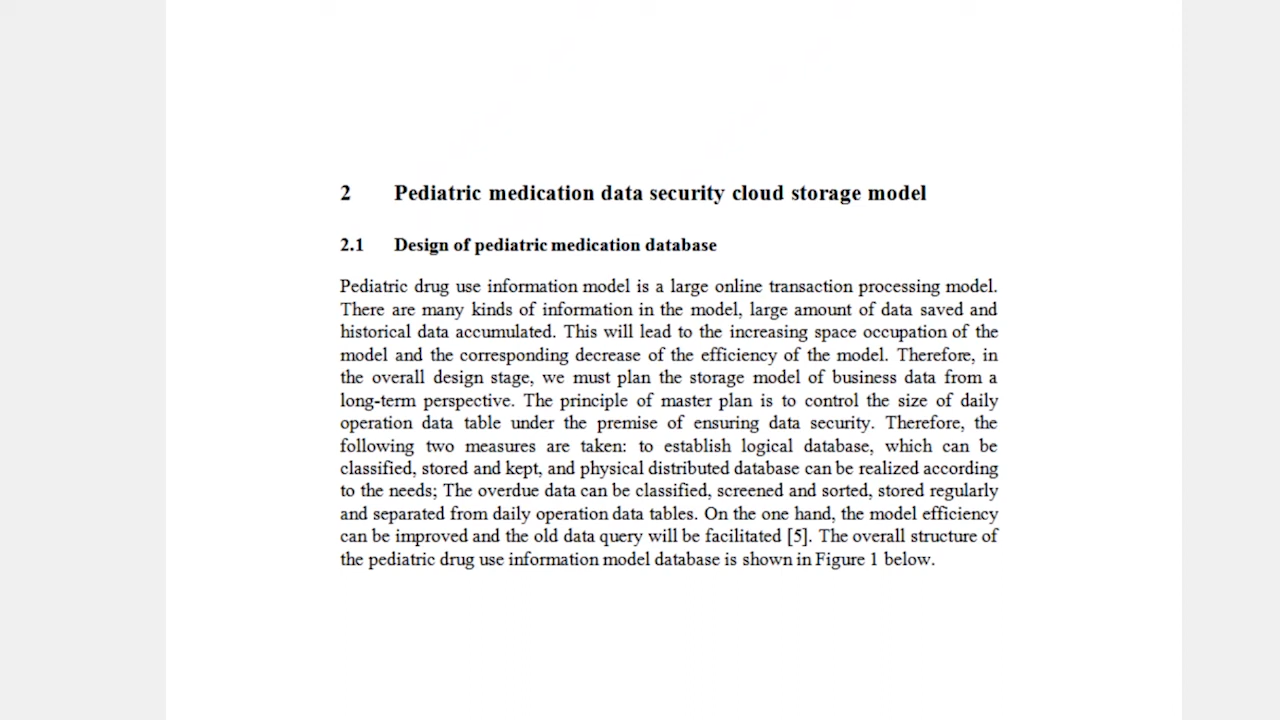 2 Pediatric medication data security cloud storage model
2.1 Design of pediatric medication database
Pediatric drug use information model is a large online transaction processing model.
There are many kinds of information in the model, large amount of data saved and
historical data accumulated. This will lead to the increasing space occupation of the
model and the corresponding decrease of the efficiency of the model. Therefore, in
the overall design stage, we must plan the storage model of business data from a
long-term perspective. The principle of master plan is to control the size of daily
operation data table under the premise of ensuring data security. Therefore, the
following two measures are taken: to establish logical database, which can be
classified, stored and kept, and physical distributed database can be realized according
to the needs; The overdue data can be classified, screened and sorted, stored regularly
and separated from daily operation data tables. On the one hand, the model efficiency
can be improved and the old data query will be facilitated [5]. The overall structure of
the pediatric drug use information model database is shown in Figure 1 below.